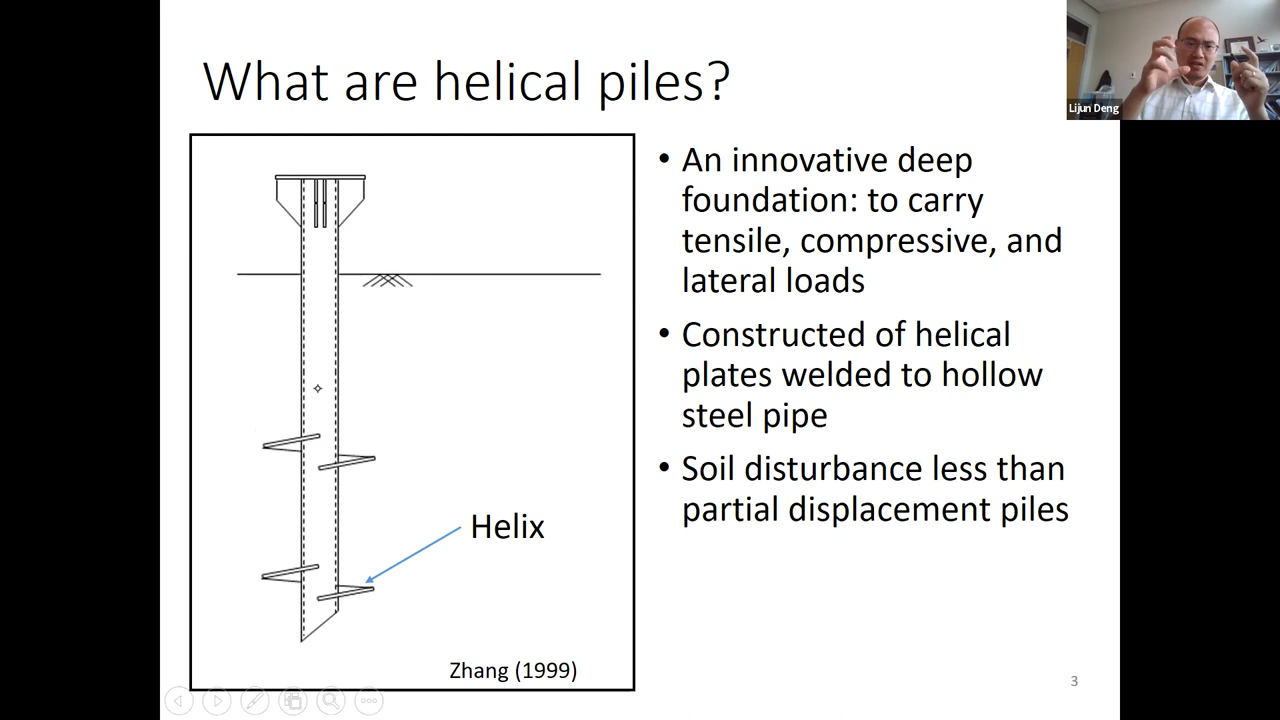 What are helical piles?
Lijun Deng
• An innovative deep
foundation: to carry
tensile, compressive, and
lateral loads
• Constructed of helical
plates welded to hollow
steel pipe
• Soil disturbance less than
partial displacement piles
Helix
Zhang (1999)
3